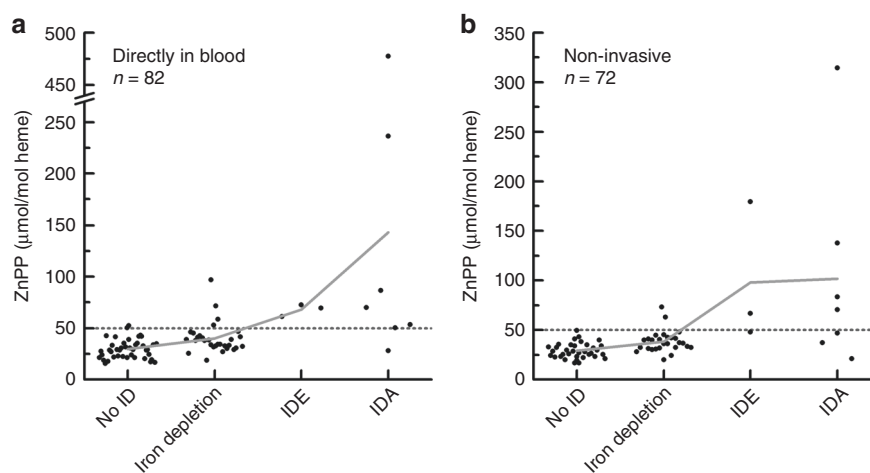 a
Directly in blood
n = 82
ZnPP (μmol/mol heme)
500
450
250
200
150
100
50
0
No ID
Iron depletion
IDE
IDA
b
Non-invasive
n = 72
ZnPP (μmol/mol heme)
350
300
250
200
150
100
50
0
No ID
Iron depletion
IDE
IDA